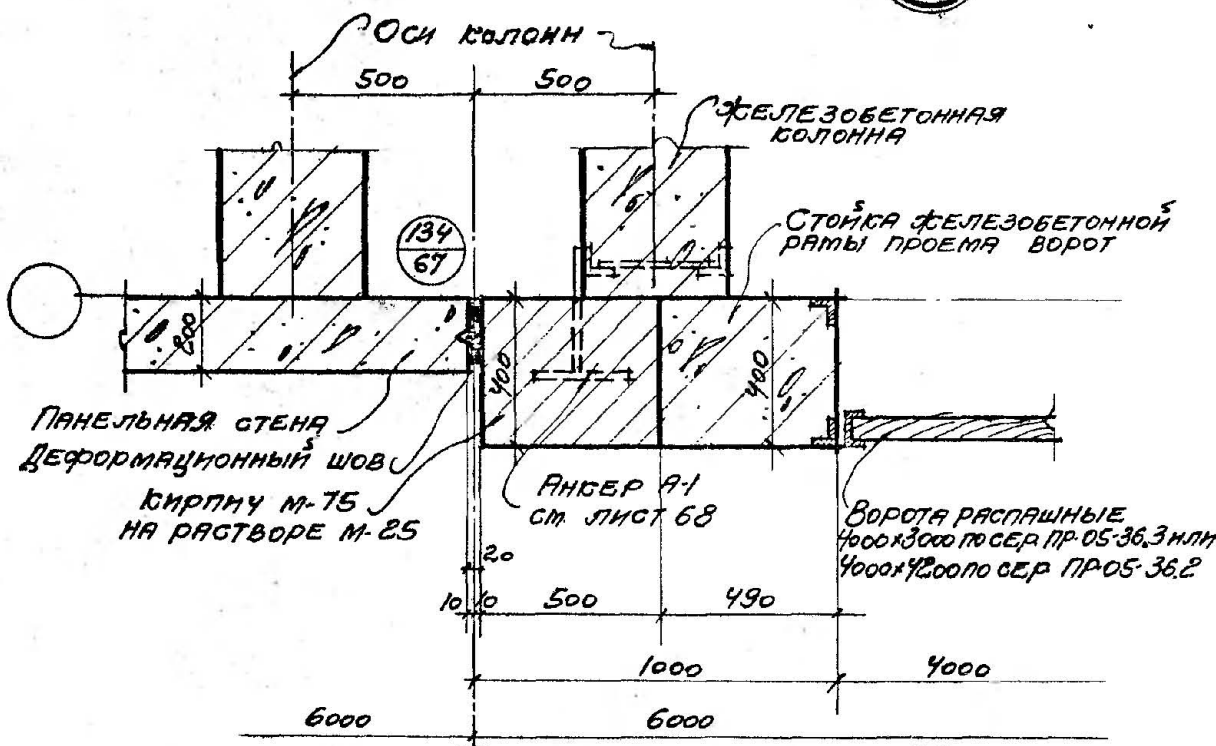 Оси колонн
500 500
ЖЕЛЕЗОБЕТОННАЯ
КОЛОННА
134
67
СТОЙКА ЖЕЛЕЗОБЕТОННОЙ
РАМЫ ПРОЕМА ВОРОТ
200
400
400
ПАНЕЛЬНАЯ СТЕНА
ДЕФОРМАЦИОННЫЙ ШОВ
КИРПИЧ М-75
НА РАСТВОРЕ М-25
АНКЕР А-1
СМ. ЛИСТ 68
ВОРОТА РАСПАШНЫЕ
4000х3000 ПО СЕР. ПР-05-36.3 ИЛИ
4000х4200 ПО СЕР. ПР-05-36.2
20
10 10 500 490
1000 4000
6000 6000